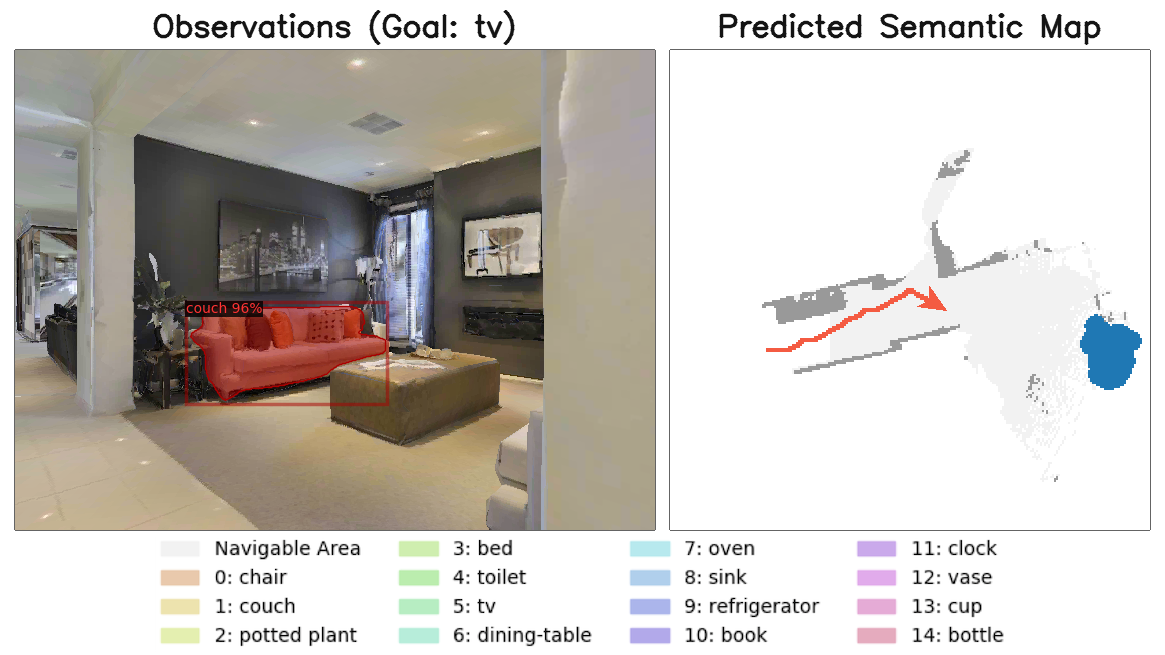 Observations (Goal: tv)
Predicted Semantic Map
couch 96%
Navigable Area
0: chair
1: couch
2: potted plant
3: bed
4: toilet
5: tv
6: dining-table
7: oven
8: sink
9: refrigerator
10: book
11: clock
12: vase
13: cup
14: bottle